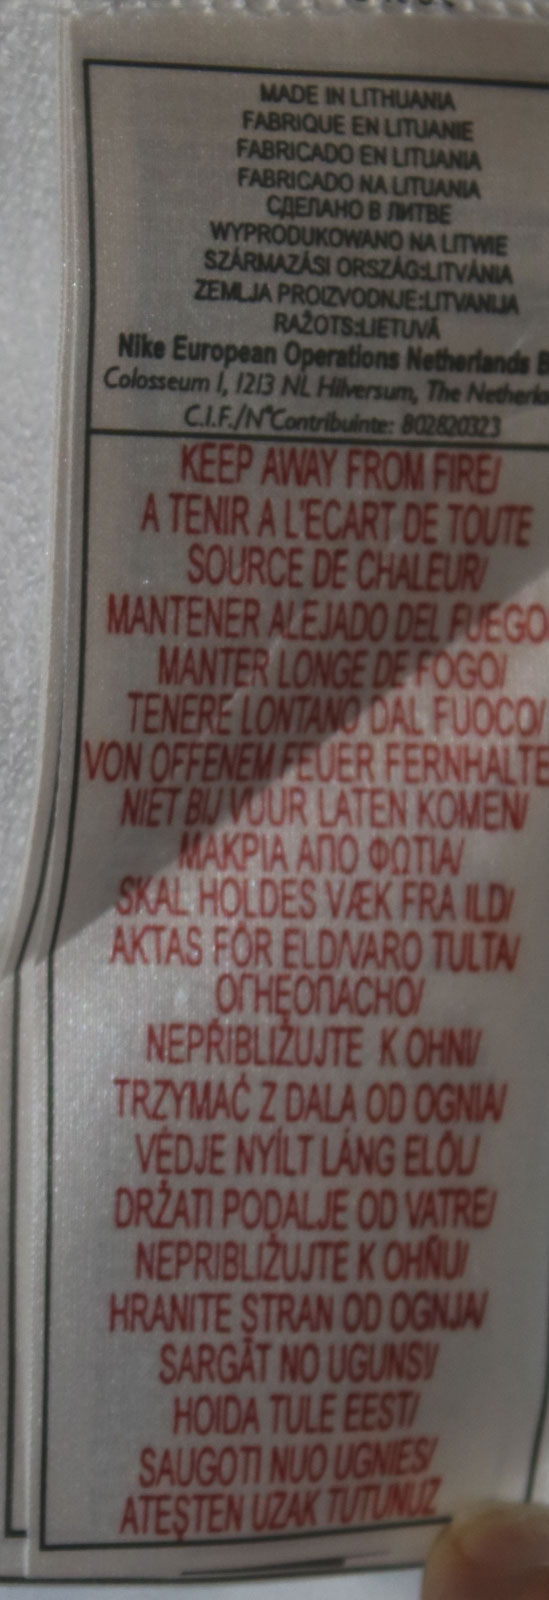 MADE IN LITHUANIA
FABRIQUE EN LITUANIE
FABRICADO EN LITUANIA
FABRICADO NA LITUANIA
СДЕЛАНО В ЛИТВЕ
WYPRODUKOWANO NA LITWIE
SZÁRMAZÁSI ORSZÁG:LITVÁNIA
ZEMLJA PROIZVODNJE:LITVANIJA
RAŽOTS:LIETUVĀ
Nike European Operations Netherlands B
Colosseum 1, 1213 NL Hilversum, The Netherla
C.I.F./N°Contribuinte: 802820323
KEEP AWAY FROM FIRE/
A TENIR A L'ECART DE TOUTE
SOURCE DE CHALEUR/
MANTENER ALEJADO DEL FUEGO
MANTER LONGE DE FOGO/
TENERE LONTANO DAL FUOCO/
VON OFFENEM FEUER FERNHALTE
NIET BIJ VUUR LATEN KOMEN/
ΜΑΚΡΙΑ ΑΠΟ ΦΩΤΙΑ/
SKAL HOLDES VÆK FRA ILD/
AKTAS FÖR ELD/VARO TULTA/
ОГНЕОПАСНО/
NEPŘIBLIŽUJTE K OHNI/
TRZYMAĆ Z DALA OD OGNIA/
VÉDJE NYÍLT LÁNG ELŐL/
DRŽATI PODALJE OD VATRE/
NEPRIBLIŽUJTE K OHŇU/
HRANITE STRAN OD OGNJA/
SARGĀT NO UGUNS!/
HOIDA TULE EEST/
SAUGOTI NUO UGNIES/
ATEŞTEN UZAK TUTUNUZ